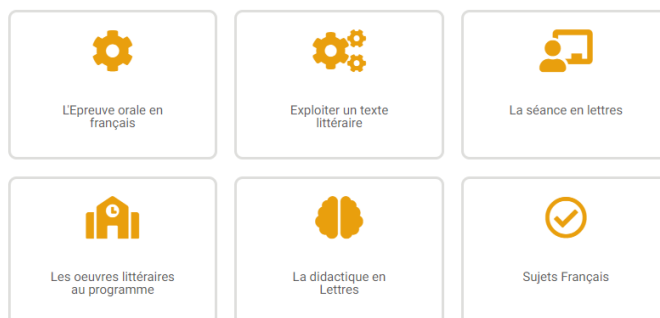 L'Epreuve orale en
français
Exploiter un texte
littéraire
La séance en lettres
Les oeuvres littéraires
au programme
La didactique en
Lettres
Sujets Français